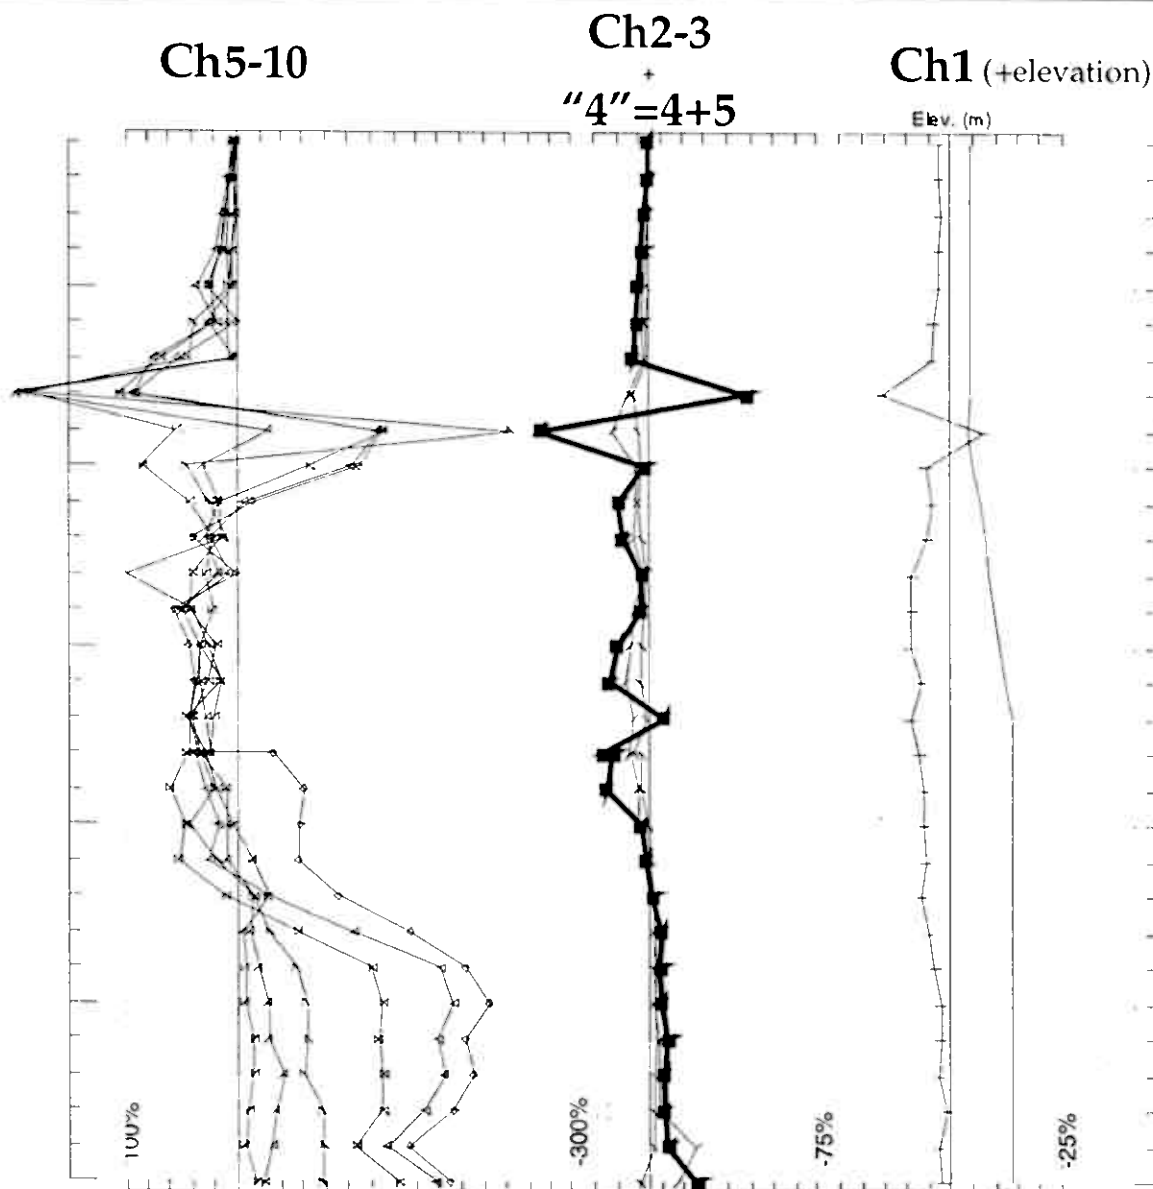 Ch5-10
Ch2-3
+
"4"=4+5
Ch1 (+elevation)
Elev. (m)
100%
-300%
-75%
-25%